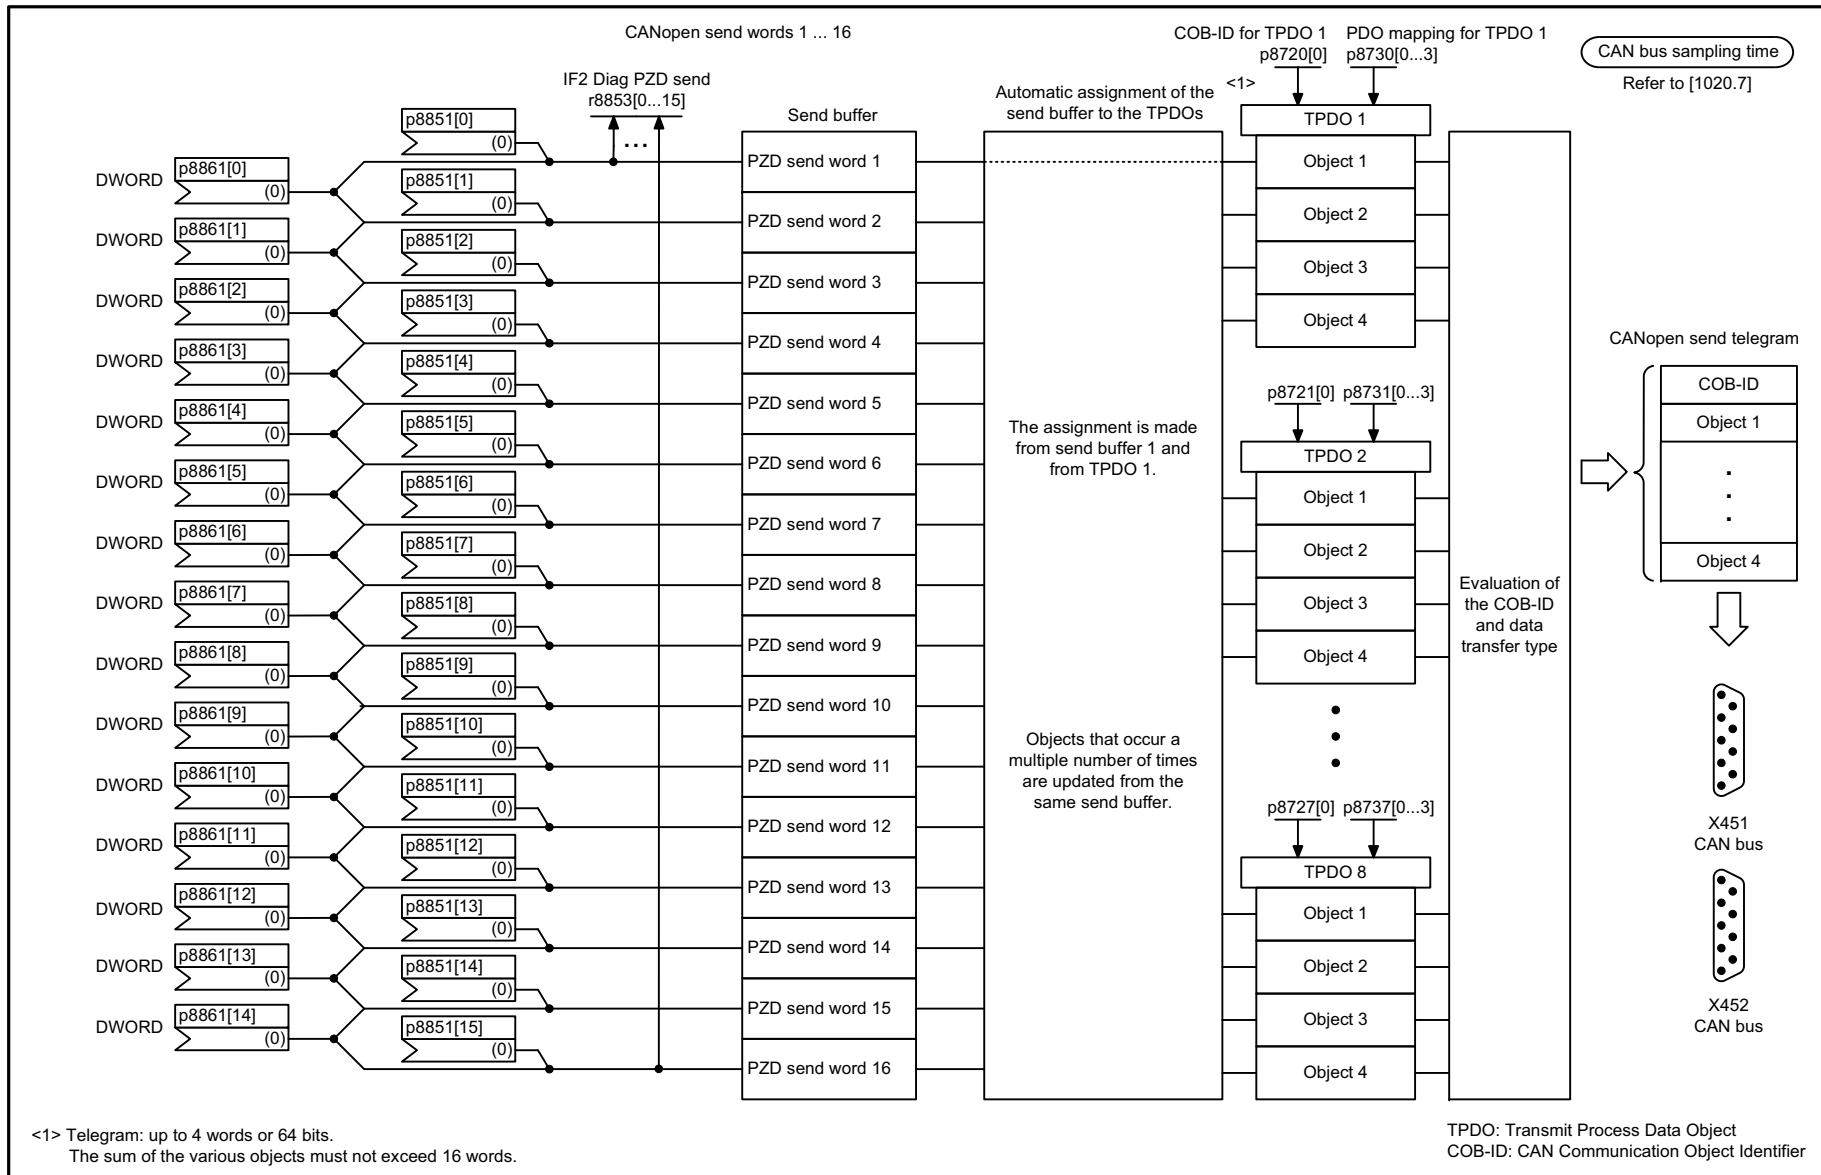 CANopen send words 1 ... 16
COB-ID for TPDO 1
p8720[0]
PDO mapping for TPDO 1
p8730[0...3]
CAN bus sampling time
Refer to [1020.7]
<1>
IF2 Diag PZD send
r8853[0...15]
...
Send buffer
Automatic assignment of the
send buffer to the TPDOs
DWORD
p8861[0]
(0)
DWORD
p8861[1]
(0)
DWORD
p8861[2]
(0)
DWORD
p8861[3]
(0)
DWORD
p8861[4]
(0)
DWORD
p8861[5]
(0)
DWORD
p8861[6]
(0)
DWORD
p8861[7]
(0)
DWORD
p8861[8]
(0)
DWORD
p8861[9]
(0)
DWORD
p8861[10]
(0)
DWORD
p8861[11]
(0)
DWORD
p8861[12]
(0)
DWORD
p8861[13]
(0)
DWORD
p8861[14]
(0)
p8851[0]
(0)
p8851[1]
(0)
p8851[2]
(0)
p8851[3]
(0)
p8851[4]
(0)
p8851[5]
(0)
p8851[6]
(0)
p8851[7]
(0)
p8851[8]
(0)
p8851[9]
(0)
p8851[10]
(0)
p8851[11]
(0)
p8851[12]
(0)
p8851[13]
(0)
p8851[14]
(0)
p8851[15]
(0)
PZD send word 1
PZD send word 2
PZD send word 3
PZD send word 4
PZD send word 5
PZD send word 6
PZD send word 7
PZD send word 8
PZD send word 9
PZD send word 10
PZD send word 11
PZD send word 12
PZD send word 13
PZD send word 14
PZD send word 15
PZD send word 16
The assignment is made
from send buffer 1 and
from TPDO 1.
Objects that occur a
multiple number of times
are updated from the
same send buffer.
TPDO 1
Object 1
Object 2
Object 3
Object 4
p8721[0] p8731[0...3]
TPDO 2
Object 1
Object 2
Object 3
Object 4
p8727[0] p8737[0...3]
TPDO 8
Object 1
Object 2
Object 3
Object 4
Evaluation of
the COB-ID
and data
transfer type
CANopen send telegram
COB-ID
Object 1
.
.
.
Object 4
X451
CAN bus
X452
CAN bus
<1> Telegram: up to 4 words or 64 bits.
The sum of the various objects must not exceed 16 words.
TPDO: Transmit Process Data Object
COB-ID: CAN Communication Object Identifier